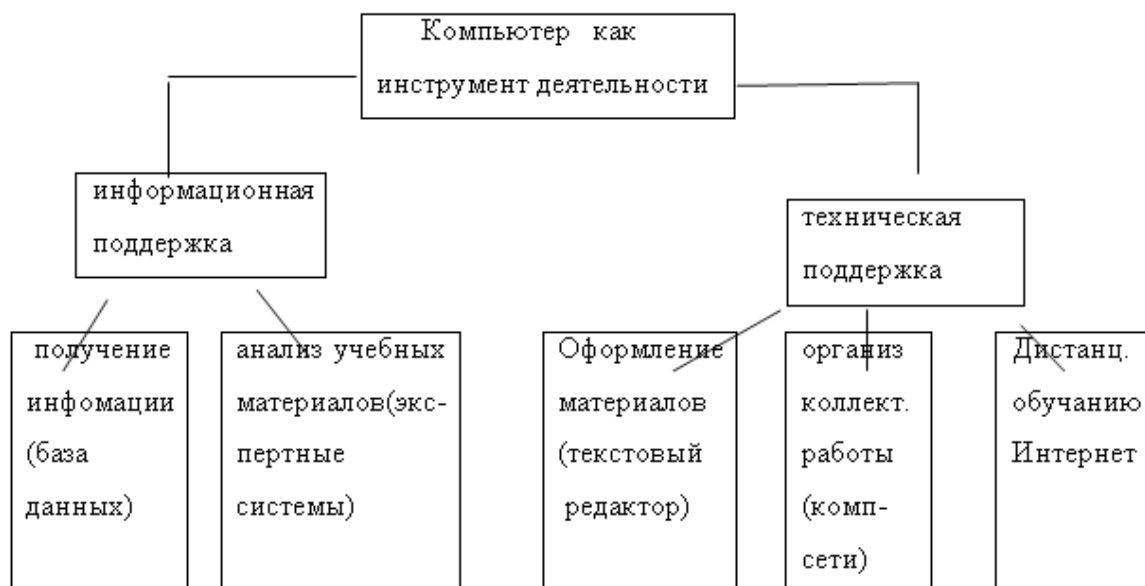 Компьютер как
инструмент деятельности
информационная
поддержка
техническая
поддержка
получение
инфомации
(база
данных)
анализ учебных
материалов(экс-
пертные
системы)
Оформление
материалов
(текстовый
редактор)
организ
коллект.
работы
(комп-
сети)
Дистанц.
обучанию
Интернет